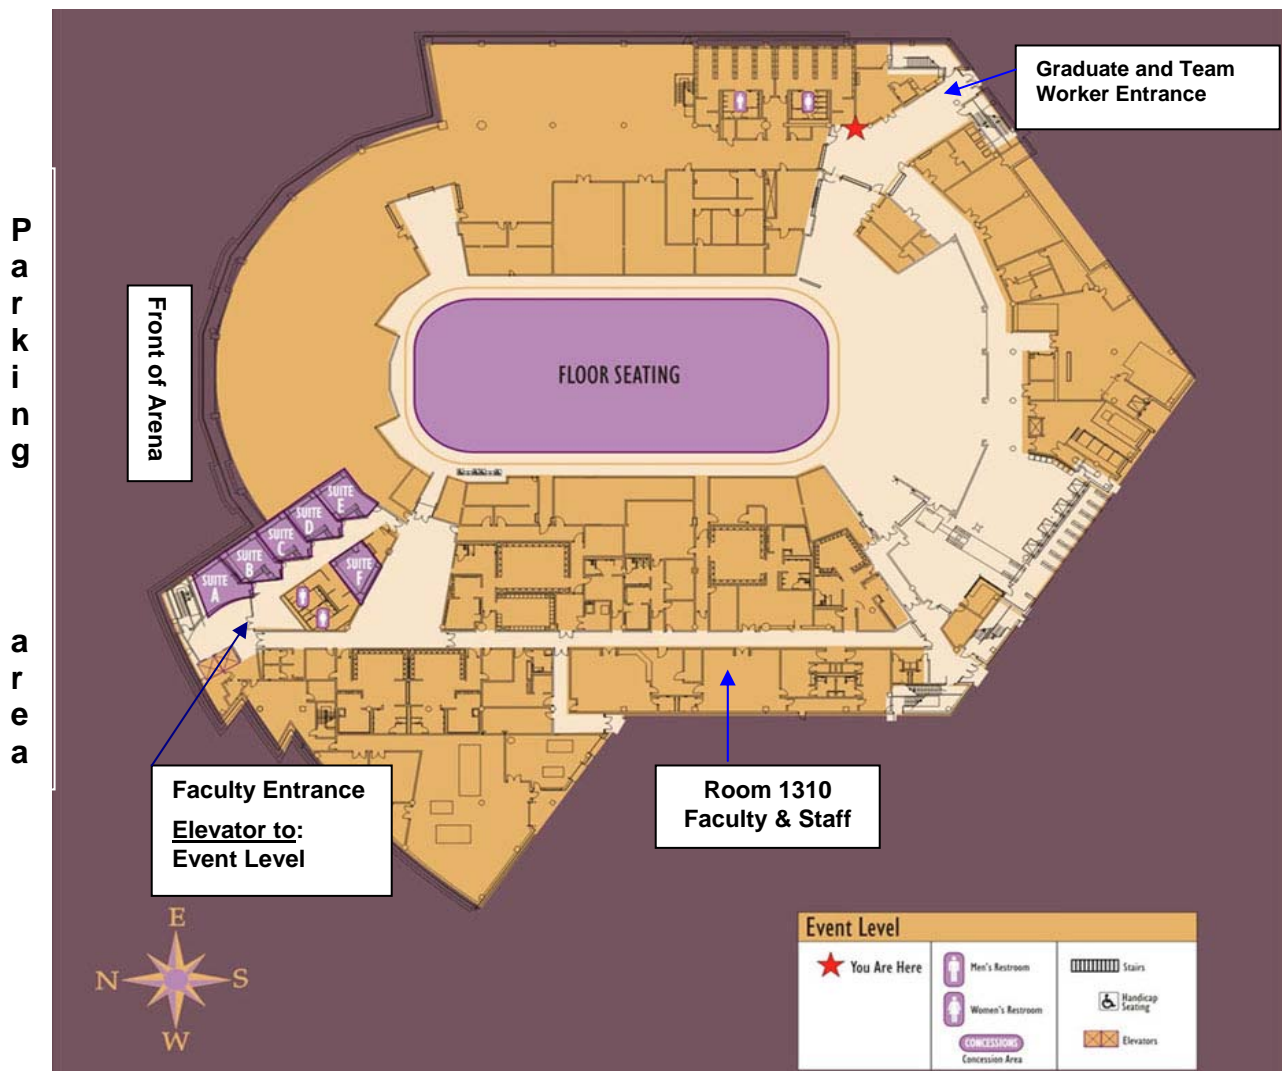 Graduate and Team
Worker Entrance
Parking
area
Front of Arena
FLOOR SEATING
SUITE
E
SUITE
D
SUITE
C
SUITE
B
SUITE
A
SUITE
F
Faculty Entrance
Elevator to:
Event Level
Room 1310
Faculty & Staff
E
N
S
W
Event Level
You Are Here
Men's Restroom
Women's Restroom
CONCESSIONS
Concession Area
Stairs
Handicap
Seating
Elevators